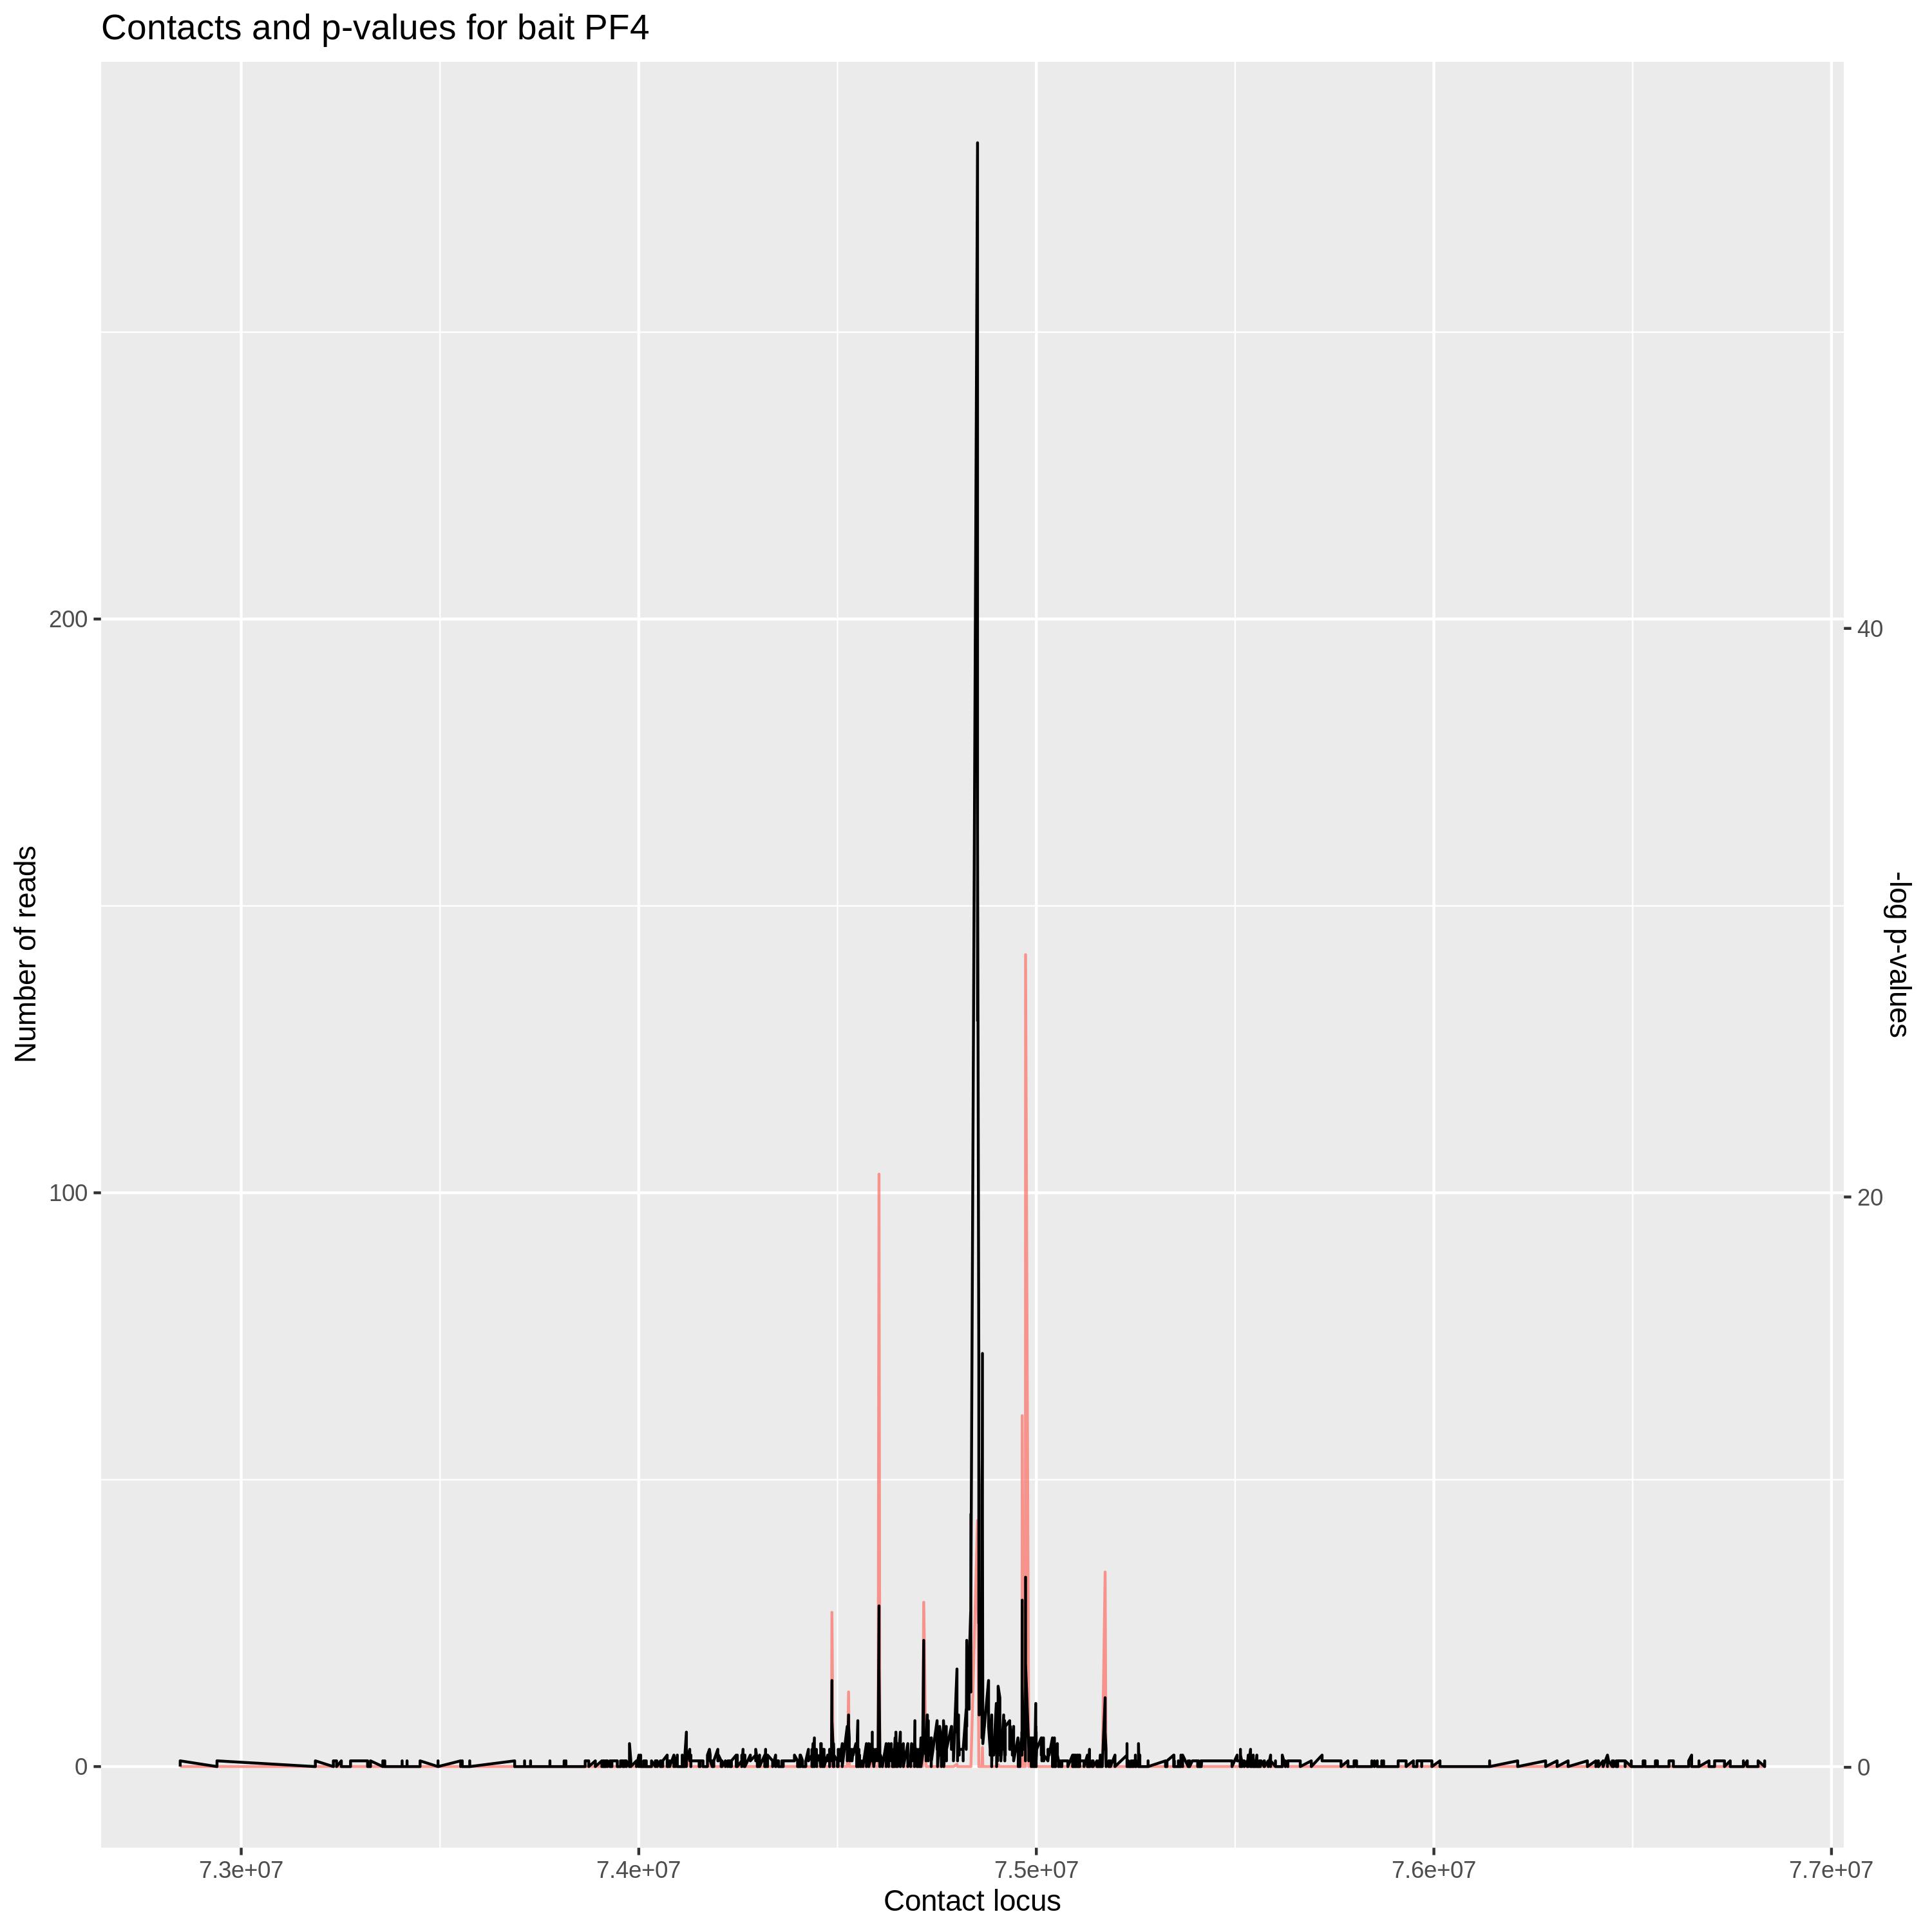 Contacts and p-values for bait PF4
Number of reads
200
100
0
-log p-values
40
20
0
7.3e+07
7.4e+07
7.5e+07
7.6e+07
7.7e+07
Contact locus